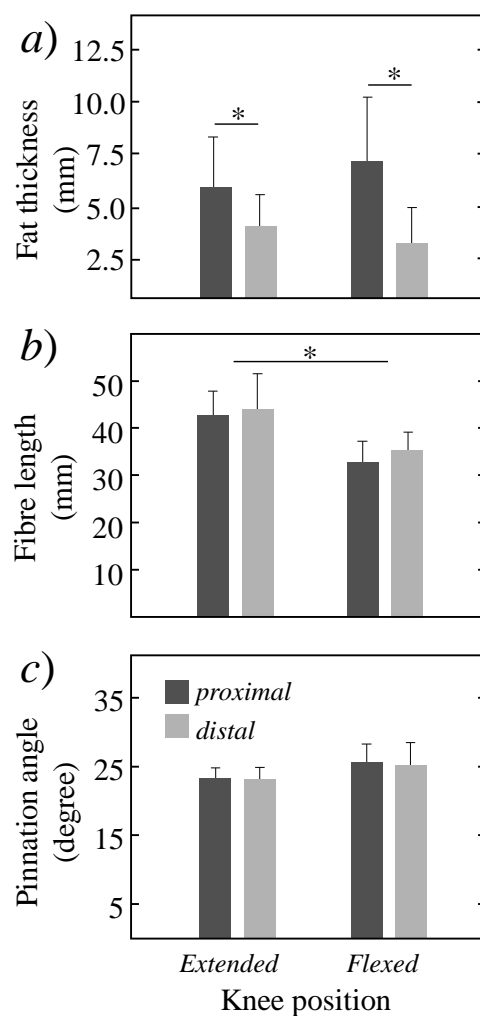 a)
Fat thickness
(mm)
12.5
10.0
7.5
5.0
2.5
*
*
b)
Fibre length
(mm)
50
40
30
20
10
*
c)
Pinnation angle
(degree)
35
25
15
5
proximal
distal
Extended
Flexed
Knee position